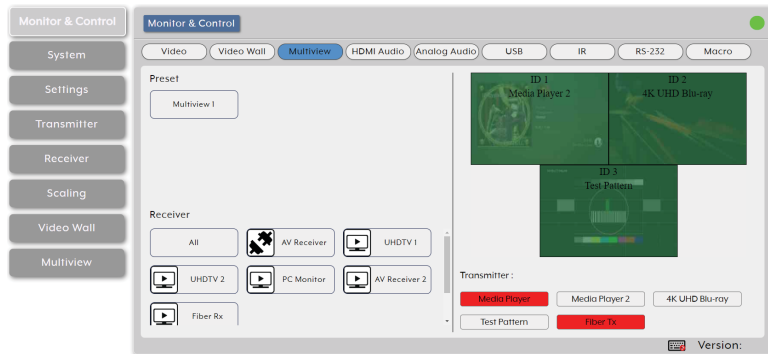 Monitor & Control
System
Settings
Transmitter
Receiver
Scaling
Video Wall
Multiview
Monitor & Control
Video Video Wall Multiview HDMI Audio Analog Audio USB IR RS-232 Macro
Preset
Multiview 1
ID 1
Media Player 2
ID 2
4K UHD Blu-ray
ID 3
Test Pattern
Receiver
All AV Receiver UHDTV 1
UHDTV 2 PC Monitor AV Receiver 2
Fiber Rx
Transmitter :
Media Player Media Player 2 4K UHD Blu-ray
Test Pattern Fiber Tx
Version: